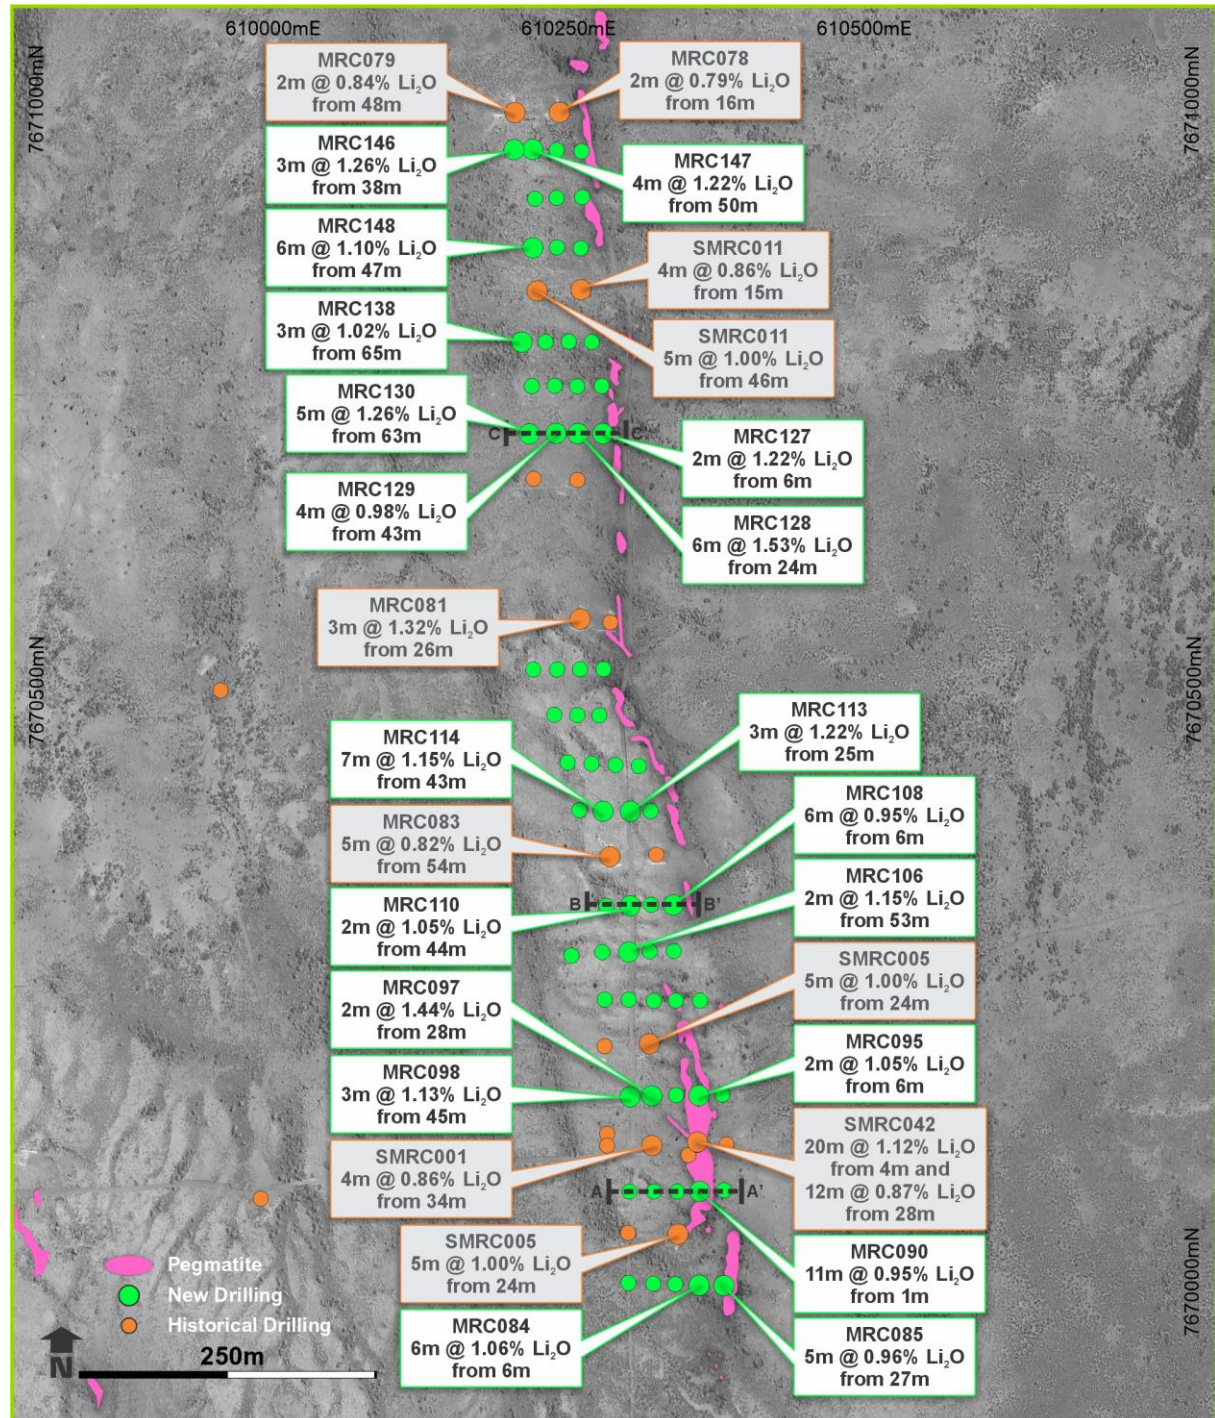 610000mE
610250mE
610500mE
7671000mN
7671000mN
MRC079
2m @ 0.84% Li₂O
from 48m
MRC078
2m @ 0.79% Li₂O
from 16m
MRC146
3m @ 1.26% Li₂O
from 38m
MRC147
4m @ 1.22% Li₂O
from 50m
MRC148
6m @ 1.10% Li₂O
from 47m
SMRC011
4m @ 0.86% Li₂O
from 15m
MRC138
3m @ 1.02% Li₂O
from 65m
SMRC011
5m @ 1.00% Li₂O
from 46m
MRC130
5m @ 1.26% Li₂O
from 63m
C
C'
MRC127
2m @ 1.22% Li₂O
from 6m
MRC129
4m @ 0.98% Li₂O
from 43m
MRC128
6m @ 1.53% Li₂O
from 24m
MRC081
3m @ 1.32% Li₂O
from 26m
7670500mN
7670500mN
MRC114
7m @ 1.15% Li₂O
from 43m
MRC113
3m @ 1.22% Li₂O
from 25m
MRC083
5m @ 0.82% Li₂O
from 54m
MRC108
6m @ 0.95% Li₂O
from 6m
B
B'
MRC110
2m @ 1.05% Li₂O
from 44m
MRC106
2m @ 1.15% Li₂O
from 53m
MRC097
2m @ 1.44% Li₂O
from 28m
SMRC005
5m @ 1.00% Li₂O
from 24m
MRC098
3m @ 1.13% Li₂O
from 45m
MRC095
2m @ 1.05% Li₂O
from 6m
SMRC001
4m @ 0.86% Li₂O
from 34m
SMRC042
20m @ 1.12% Li₂O
from 4m and
12m @ 0.87% Li₂O
from 28m
A
A'
SMRC005
5m @ 1.00% Li₂O
from 24m
MRC090
11m @ 0.95% Li₂O
from 1m
MRC084
6m @ 1.06% Li₂O
from 6m
MRC085
5m @ 0.96% Li₂O
from 27m
7670000mN
Pegmatite
New Drilling
Historical Drilling
N
250m